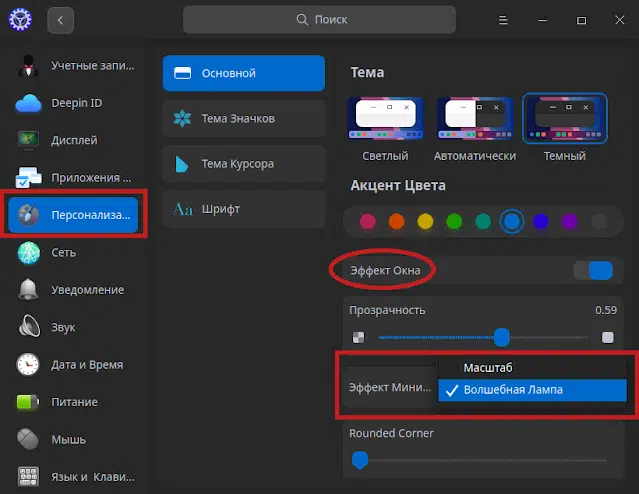 Поиск
Учетные запи...
Deepin ID
Дисплей
Приложения ...
Персонализа...
Сеть
Уведомление
Звук
Дата и Время
Питание
Мышь
Язык и Клави...
Основной
Тема Значков
Тема Курсора
Aa Шрифт
Тема
Светлый
Автоматически
Темный
Акцент Цвета
Эффект Окна
Прозрачность 0.59
Эффект Мини...
Масштаб
Волшебная Лампа
Rounded Corner